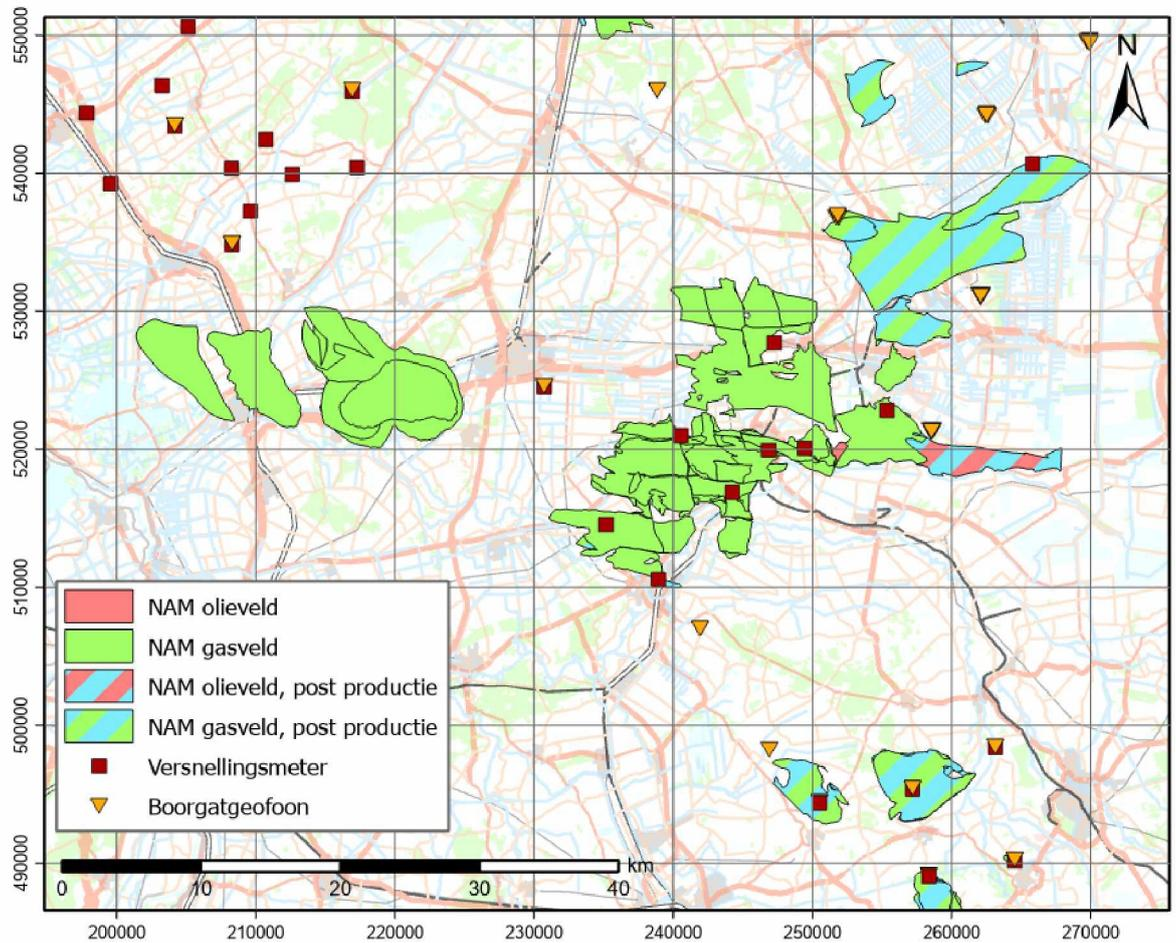 550000
540000
530000
520000
510000
500000
490000
N
NAM olieveld
NAM gasveld
NAM olieveld, post productie
NAM gasveld, post productie
Versnellingsmeter
Boorgatgeofoon
km
0 10 20 30 40
200000 210000 220000 230000 240000 250000 260000 270000